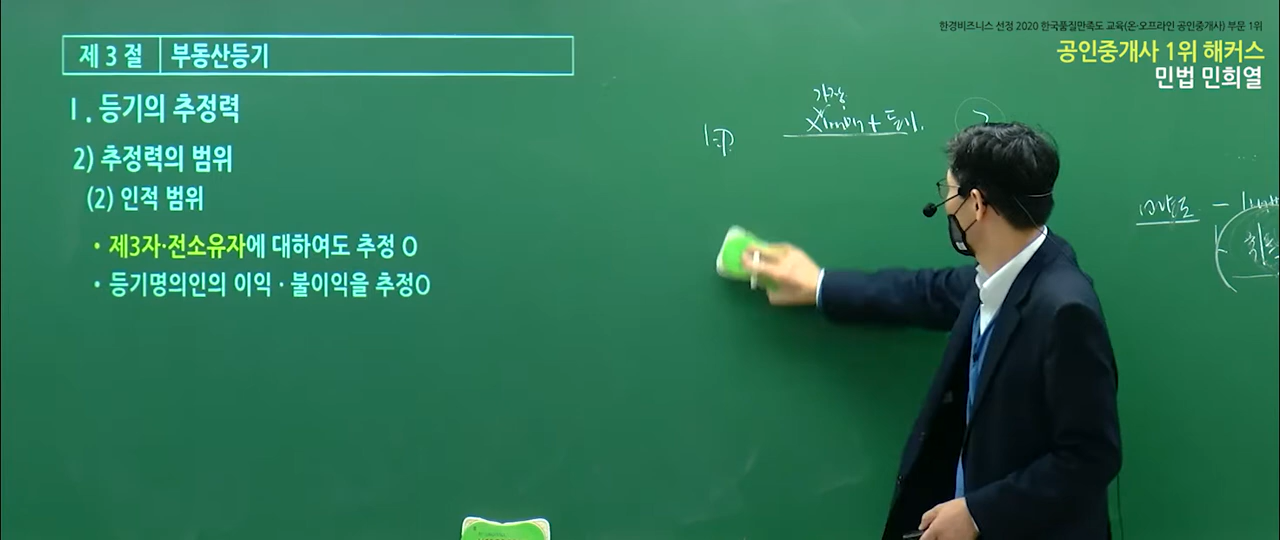 한경비즈니스 선정 2020 한국품질만족도 교육(온·오프라인 공인중개사) 부문 1위
공인중개사 1위 해커스
민법 민희열
제 3 절 부동산등기
1. 등기의 추정력
2) 추정력의 범위
(2) 인적 범위
• 제3자·전소유자에 대하여도 추정 O
• 등기명의인의 이익·불이익을 추정O
가장